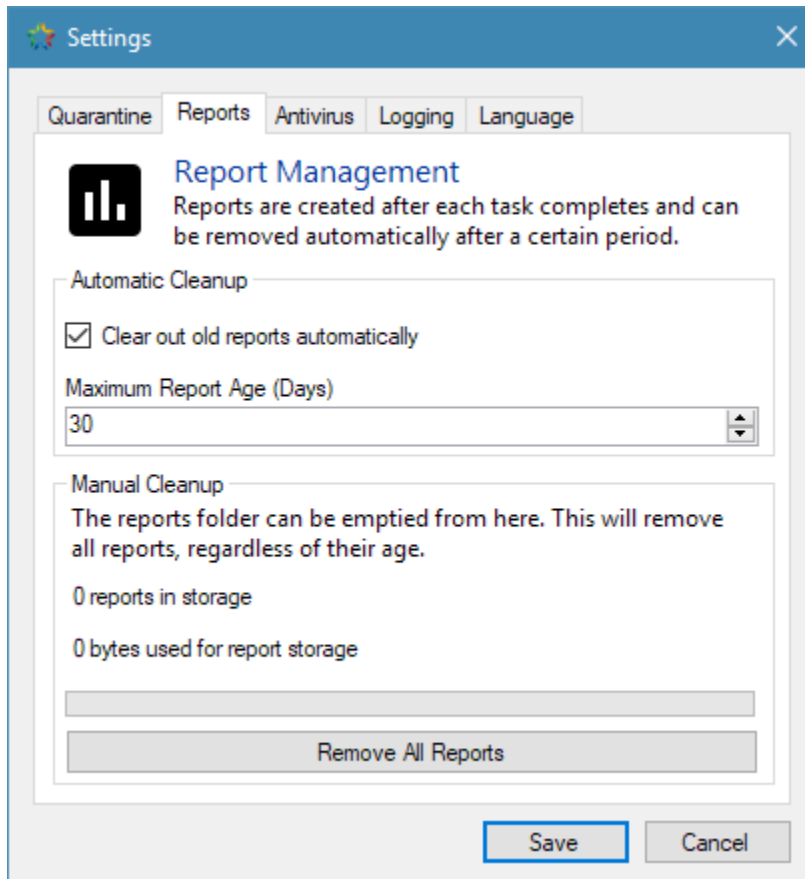 Settings
Quarantine Reports Antivirus Logging Language
Report Management
Reports are created after each task completes and can
be removed automatically after a certain period.
Automatic Cleanup
Clear out old reports automatically
Maximum Report Age (Days)
30
Manual Cleanup
The reports folder can be emptied from here. This will remove
all reports, regardless of their age.
0 reports in storage
0 bytes used for report storage
Remove All Reports
Save Cancel